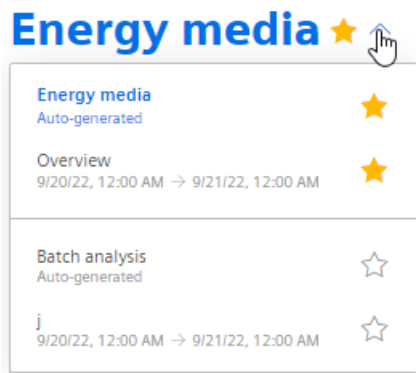 Energy media
Energy media
Auto-generated
Overview
9/20/22, 12:00 AM → 9/21/22, 12:00 AM
Batch analysis
Auto-generated
j
9/20/22, 12:00 AM → 9/21/22, 12:00 AM